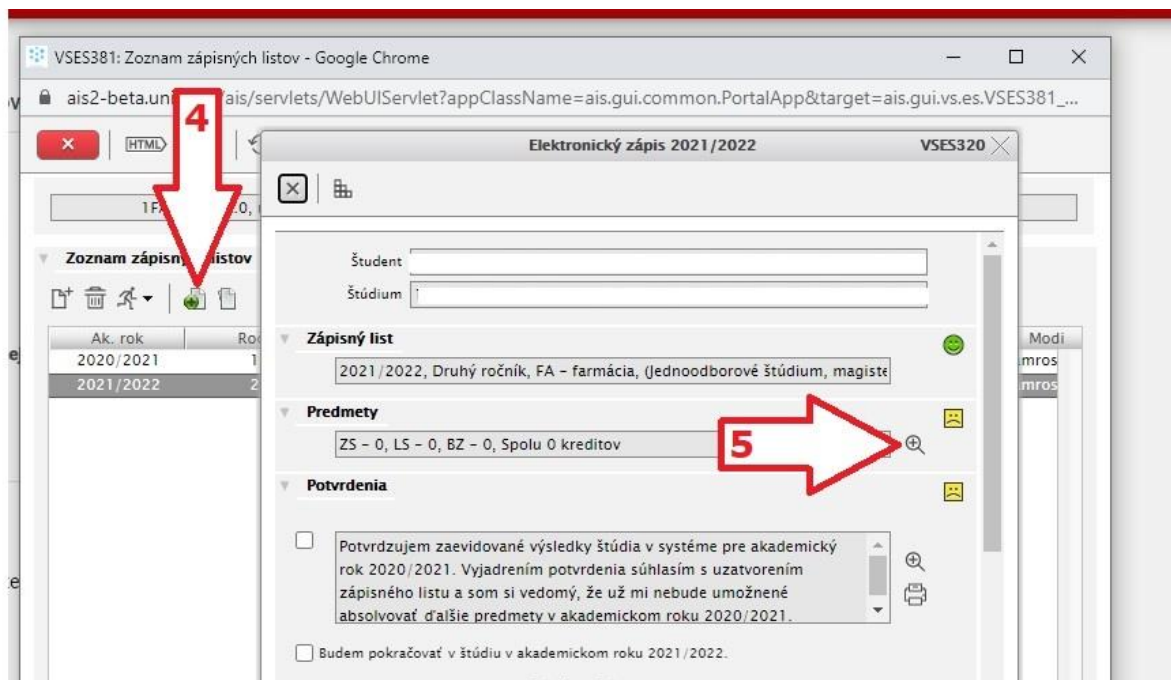 VSES381: Zoznam zápisných listov - Google Chrome
ais2-beta.uni /ais/servlets/WebUIServlet?appClassName=ais.gui.common.PortalApp&target=ais.gui.vs.es.VSES381_...
4
HTML
Elektronický zápis 2021/2022 VSES320
Zoznam zápisných listov
Študent
Štúdium
Ak. rok
Modi
2020/2021 1
2021/2022 2
Zápisný list
2021/2022, Druhý ročník, FA – farmácia, (Jednoodborové štúdium, magiste
Predmety
ZS – 0, LS – 0, BZ – 0, Spolu 0 kreditov
5
Potvrdenia
Potvrdzujem zaevidované výsledky štúdia v systéme pre akademický
rok 2020/2021. Vyjadrením potvrdenia súhlasím s uzatvorením
zápisného listu a som si vedomý, že už mi nebude umožnené
absolvovať ďalšie predmety v akademickom roku 2020/2021.
Budem pokračovať v štúdiu v akademickom roku 2021/2022.